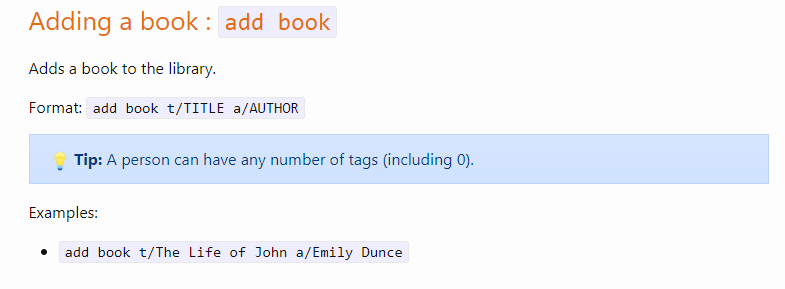 Adding a book : add book
Adds a book to the library.
Format: add book t/TITLE a/AUTHOR
💡 Tip: A person can have any number of tags (including 0).
Examples:
• add book t/The Life of John a/Emily Dunce